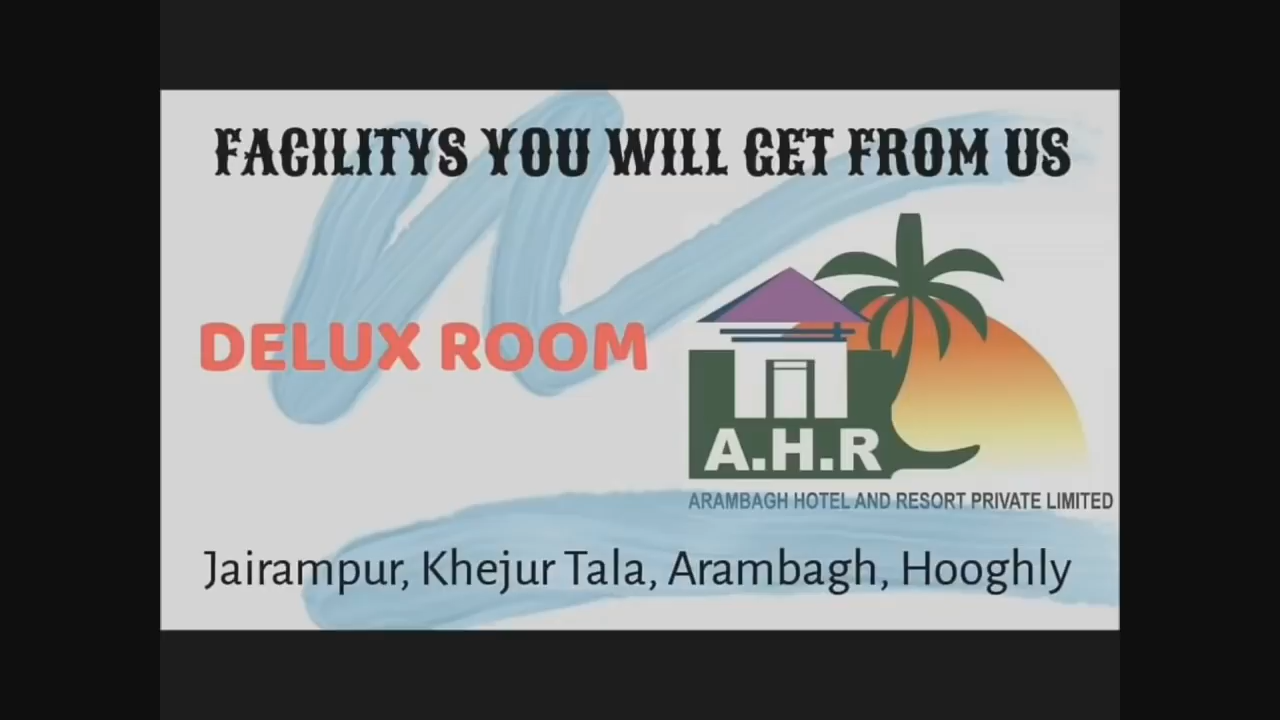 FACILITYS YOU WILL GET FROM US
DELUX ROOM
A.H.R
ARAMBAGH HOTEL AND RESORT PRIVATE LIMITED
Jairampur, Khejur Tala, Arambagh, Hooghly